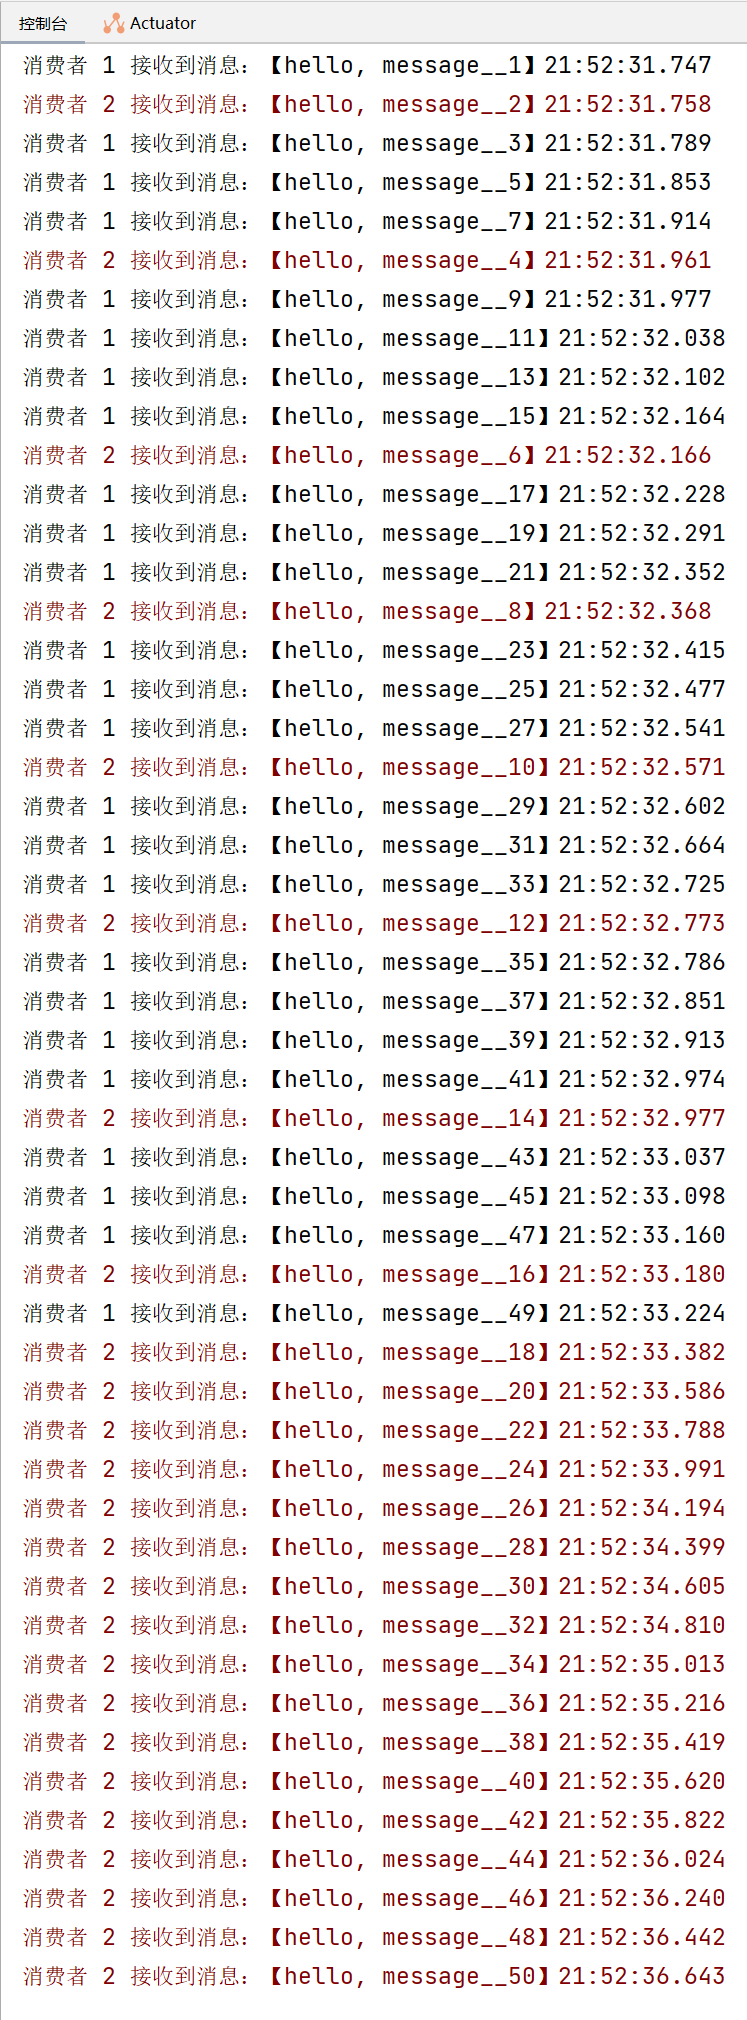 控制台 Actuator
消费者 1 接收到消息：【hello, message__1】21:52:31.747
消费者 2 接收到消息：【hello, message__2】21:52:31.758
消费者 1 接收到消息：【hello, message__3】21:52:31.789
消费者 1 接收到消息：【hello, message__5】21:52:31.853
消费者 1 接收到消息：【hello, message__7】21:52:31.914
消费者 2 接收到消息：【hello, message__4】21:52:31.961
消费者 1 接收到消息：【hello, message__9】21:52:31.977
消费者 1 接收到消息：【hello, message__11】21:52:32.038
消费者 1 接收到消息：【hello, message__13】21:52:32.102
消费者 1 接收到消息：【hello, message__15】21:52:32.164
消费者 2 接收到消息：【hello, message__6】21:52:32.166
消费者 1 接收到消息：【hello, message__17】21:52:32.228
消费者 1 接收到消息：【hello, message__19】21:52:32.291
消费者 1 接收到消息：【hello, message__21】21:52:32.352
消费者 2 接收到消息：【hello, message__8】21:52:32.368
消费者 1 接收到消息：【hello, message__23】21:52:32.415
消费者 1 接收到消息：【hello, message__25】21:52:32.477
消费者 1 接收到消息：【hello, message__27】21:52:32.541
消费者 2 接收到消息：【hello, message__10】21:52:32.571
消费者 1 接收到消息：【hello, message__29】21:52:32.602
消费者 1 接收到消息：【hello, message__31】21:52:32.664
消费者 1 接收到消息：【hello, message__33】21:52:32.725
消费者 2 接收到消息：【hello, message__12】21:52:32.773
消费者 1 接收到消息：【hello, message__35】21:52:32.786
消费者 1 接收到消息：【hello, message__37】21:52:32.851
消费者 1 接收到消息：【hello, message__39】21:52:32.913
消费者 1 接收到消息：【hello, message__41】21:52:32.974
消费者 2 接收到消息：【hello, message__14】21:52:32.977
消费者 1 接收到消息：【hello, message__43】21:52:33.037
消费者 1 接收到消息：【hello, message__45】21:52:33.098
消费者 1 接收到消息：【hello, message__47】21:52:33.160
消费者 2 接收到消息：【hello, message__16】21:52:33.180
消费者 1 接收到消息：【hello, message__49】21:52:33.224
消费者 2 接收到消息：【hello, message__18】21:52:33.382
消费者 2 接收到消息：【hello, message__20】21:52:33.586
消费者 2 接收到消息：【hello, message__22】21:52:33.788
消费者 2 接收到消息：【hello, message__24】21:52:33.991
消费者 2 接收到消息：【hello, message__26】21:52:34.194
消费者 2 接收到消息：【hello, message__28】21:52:34.399
消费者 2 接收到消息：【hello, message__30】21:52:34.605
消费者 2 接收到消息：【hello, message__32】21:52:34.810
消费者 2 接收到消息：【hello, message__34】21:52:35.013
消费者 2 接收到消息：【hello, message__36】21:52:35.216
消费者 2 接收到消息：【hello, message__38】21:52:35.419
消费者 2 接收到消息：【hello, message__40】21:52:35.620
消费者 2 接收到消息：【hello, message__42】21:52:35.822
消费者 2 接收到消息：【hello, message__44】21:52:36.024
消费者 2 接收到消息：【hello, message__46】21:52:36.240
消费者 2 接收到消息：【hello, message__48】21:52:36.442
消费者 2 接收到消息：【hello, message__50】21:52:36.643